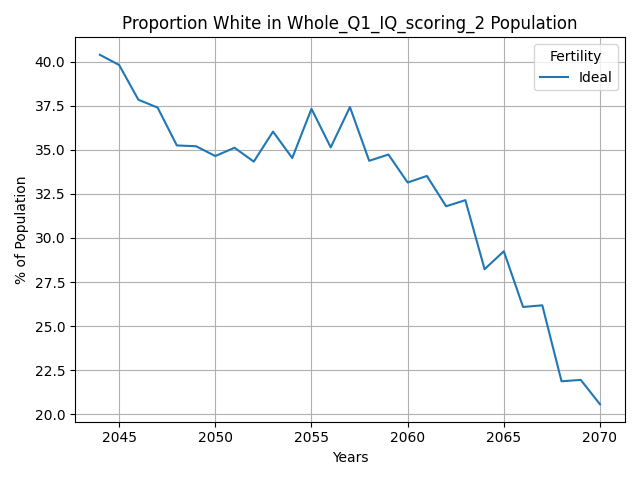 Proportion White in Whole_Q1_IQ_scoring_2 Population
Fertility
Ideal
% of Population
40.0
37.5
35.0
32.5
30.0
27.5
25.0
22.5
20.0
2045 2050 2055 2060 2065 2070
Years